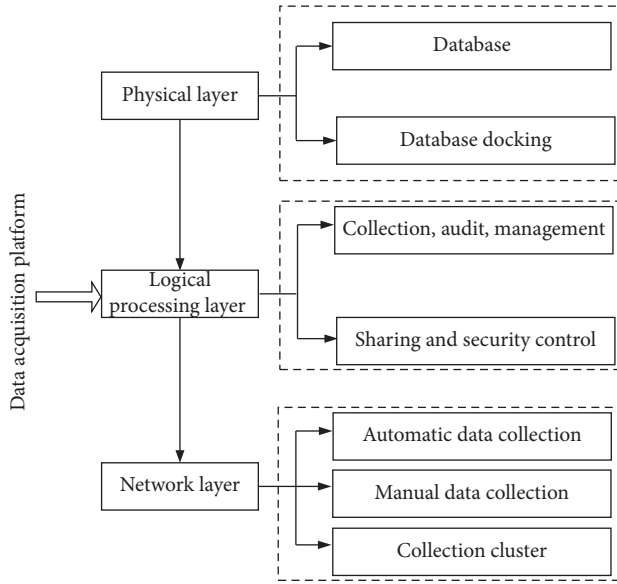 Data acquisition platform
Physical layer
Database
Database docking
Logical
processing layer
Collection, audit, management
Sharing and security control
Network layer
Automatic data collection
Manual data collection
Collection cluster